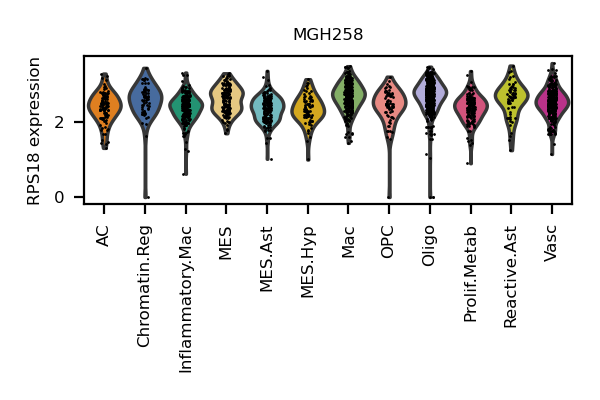 MGH258
RPS18 expression
2
0
AC
Chromatin.Reg
Inflammatory.Mac
MES
MES.Ast
MES.Hyp
Mac
OPC
Oligo
Prolif.Metab
Reactive.Ast
Vasc